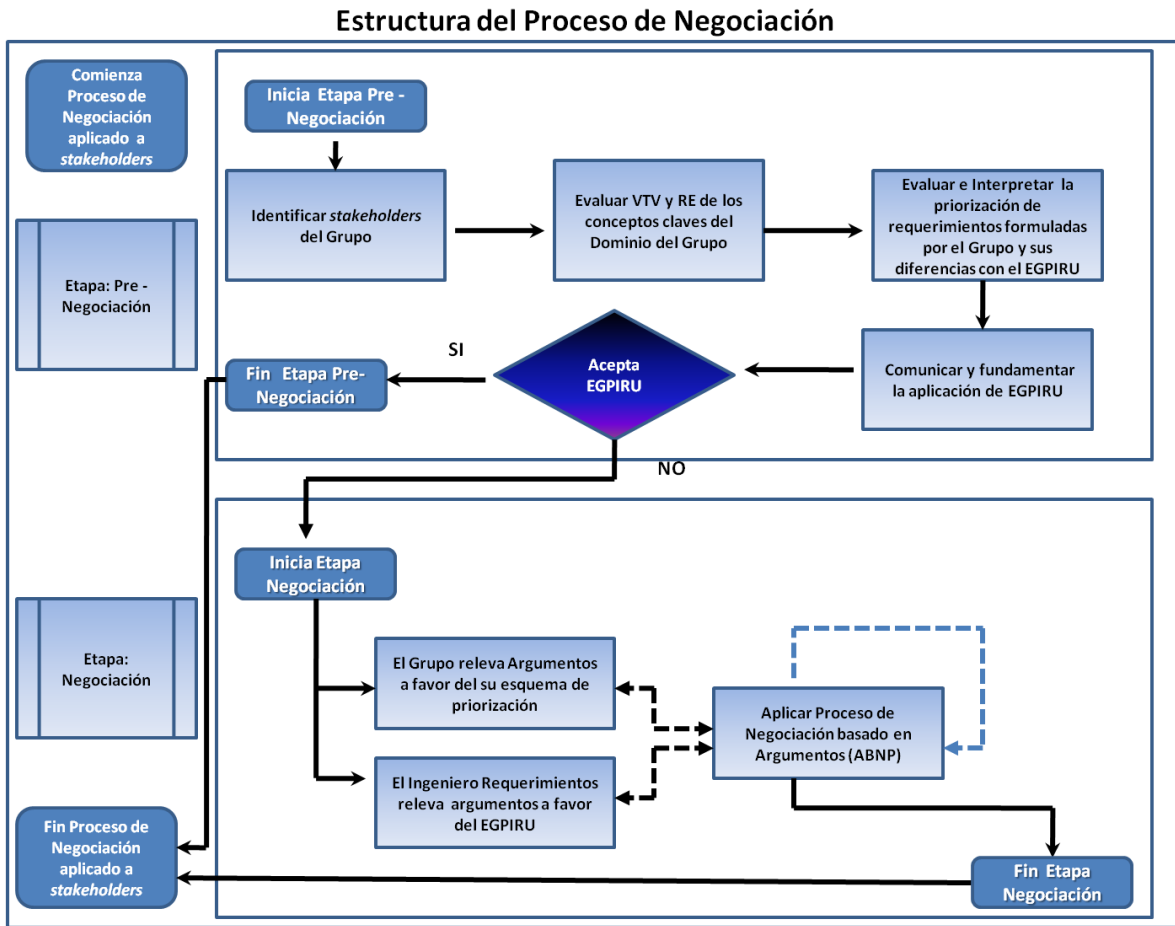 Estructura del Proceso de Negociación
Comienza
Proceso de
Negociación
aplicado a
stakeholders
Inicia Etapa Pre -
Negociación
Identificar stakeholders
del Grupo
Evaluar VTV y RE de los
conceptos claves del
Dominio del Grupo
Evaluar e Interpretar la
priorización de
requerimientos formuladas
por el Grupo y sus
diferencias con el EGPIRU
Etapa: Pre -
Negociación
Comunicar y fundamentar
la aplicación de EGPIRU
Acepta
EGPIRU
SI
Fin Etapa Pre-
Negociación
NO
Inicia Etapa
Negociación
Etapa:
Negociación
El Grupo releva Argumentos
a favor del su esquema de
priorización
El Ingeniero Requerimientos
releva argumentos a favor
del EGPIRU
Aplicar Proceso de
Negociación basado en
Argumentos (ABNP)
Fin Etapa
Negociación
Fin Proceso de
Negociación
aplicado a
stakeholders